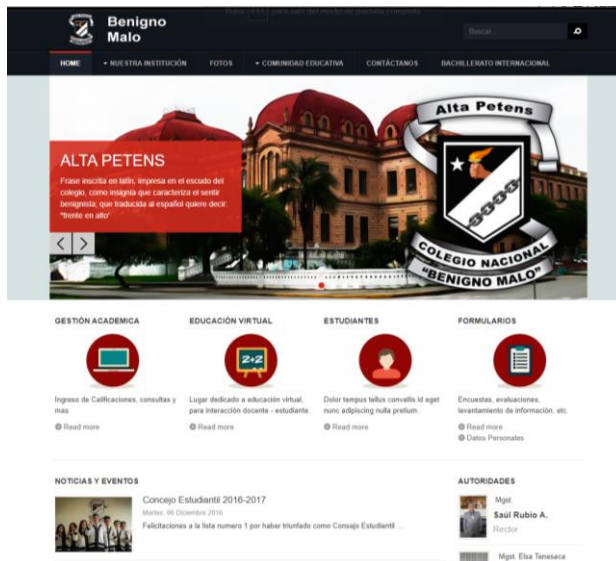 Benigno
Malo
Buscar...
HOME
NUESTRA INSTITUCIÓN
FOTOS
COMUNIDAD EDUCATIVA
CONTÁCTANOS
BACHILLERATO INTERNACIONAL
Alta Petens
ALTA PETENS
Frase inscrita en latín, impresa en el escudo del
colegio, como insignia que caracteriza el sentir
benignista; que traducida al español quiere decir:
"frente en alto'
COLEGIO NACIONAL
"BENIGNO MALO"
GESTIÓN ACADEMICA
Ingreso de Calificaciones, consultas y
mas.
Read more
EDUCACIÓN VIRTUAL
2+2
Lugar dedicado a educación virtual,
para interacción docente - estudiante.
Read more
ESTUDIANTES
Dolor tempus tellus convallis id eget
nunc adipiscing nulla pretium.
Read more
FORMULARIOS
Encuestas, evaluaciones,
levantamiento de información, etc.
Read more
Datos Personales
NOTICIAS Y EVENTOS
Concejo Estudiantil 2016-2017
Martes, 06 Diciembre 2016
Felicitaciones a la lista numero 1 por haber triunfado como Consejo Estudiantil ...
AUTORIDADES
Mgst.
Saúl Rubio A.
Rector
Mgst. Elsa Tenesaca